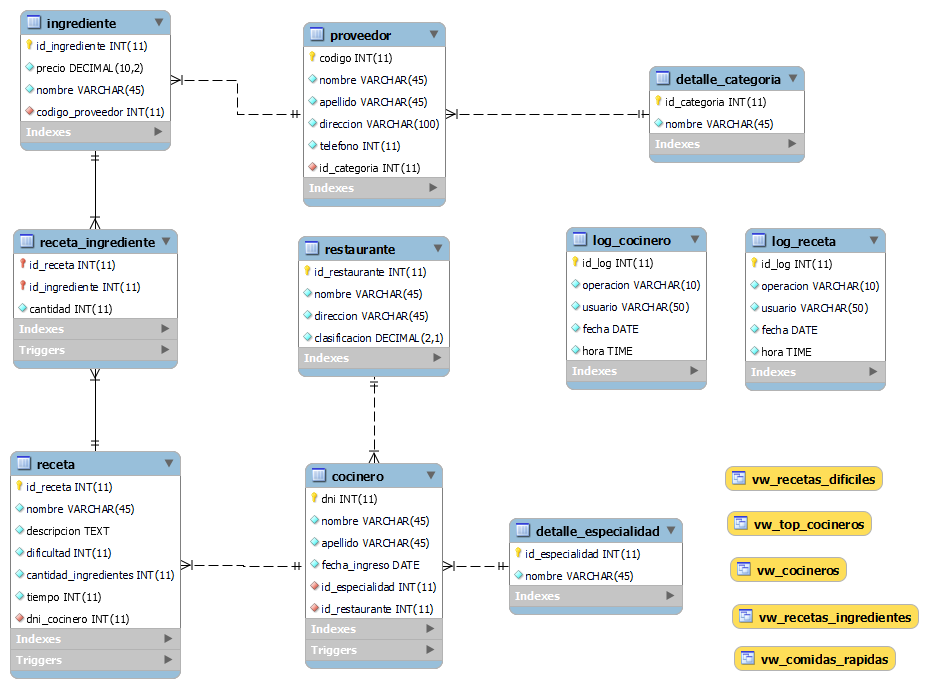 ingrediente
id_ingrediente INT(11)
precio DECIMAL(10,2)
nombre VARCHAR(45)
codigo_proveedor INT(11)
Indexes
proveedor
codigo INT(11)
nombre VARCHAR(45)
apellido VARCHAR(45)
direccion VARCHAR(100)
telefono INT(11)
id_categoria INT(11)
Indexes
detalle_categoria
id_categoria INT(11)
nombre VARCHAR(45)
Indexes
receta_ingrediente
id_receta INT(11)
id_ingrediente INT(11)
cantidad INT(11)
Indexes
Triggers
restaurante
id_restaurante INT(11)
nombre VARCHAR(45)
direccion VARCHAR(45)
clasificacion DECIMAL(2,1)
Indexes
log_cocinero
id_log INT(11)
operacion VARCHAR(10)
usuario VARCHAR(50)
fecha DATE
hora TIME
Indexes
log_receta
id_log INT(11)
operacion VARCHAR(10)
usuario VARCHAR(50)
fecha DATE
hora TIME
Indexes
receta
id_receta INT(11)
nombre VARCHAR(45)
descripcion TEXT
dificultad INT(11)
cantidad_ingredientes INT(11)
tiempo INT(11)
dni_cocinero INT(11)
Indexes
Triggers
cocinero
dni INT(11)
nombre VARCHAR(45)
apellido VARCHAR(45)
fecha_ingreso DATE
id_especialidad INT(11)
id_restaurante INT(11)
Indexes
Triggers
detalle_especialidad
id_especialidad INT(11)
nombre VARCHAR(45)
Indexes
vw_recetas_dificiles
vw_top_cocineros
vw_cocineros
vw_recetas_ingredientes
vw_comidas_rapidas